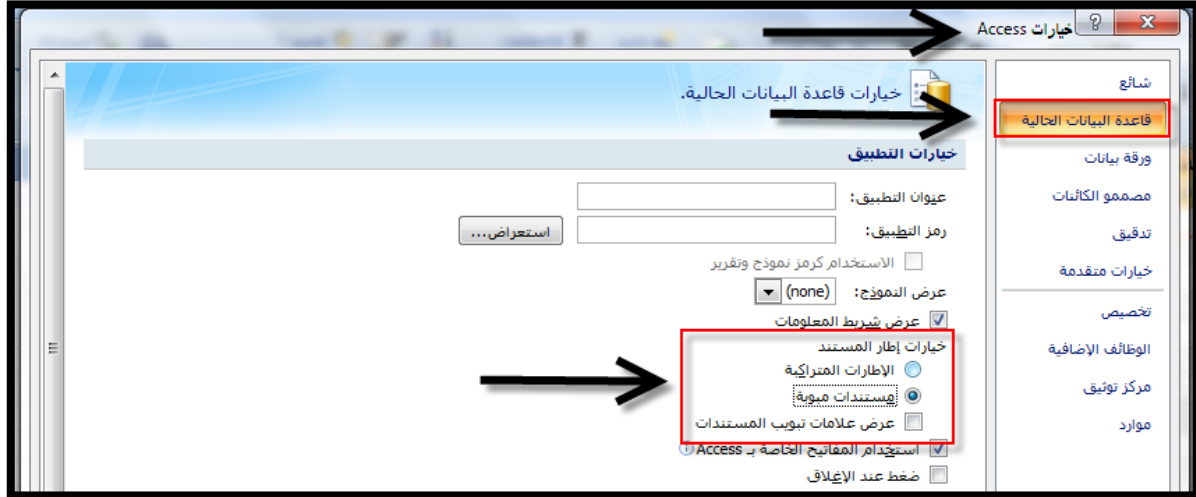 خيارات Access
شائع
قاعدة البيانات الحالية
ورقة بيانات
مصممو الكائنات
تدقيق
خيارات متقدمة
تخصيص
الوظائف الإضافية
مركز توثيق
موارد
خيارات قاعدة البيانات الحالية.
خيارات التطبيق
عنوان التطبيق:
رمز التطبيق: استعراض...
الاستخدام كرمز نموذج وتقرير
عرض النموذج: (none)
عرض شريط المعلومات
خيارات إطار المستند
الإطارات المتراكبة
مستندات مبوبة
عرض علامات تبويب المستندات
استخدام المفاتيح الخاصة بـ Access
ضغط عند الإغلاق